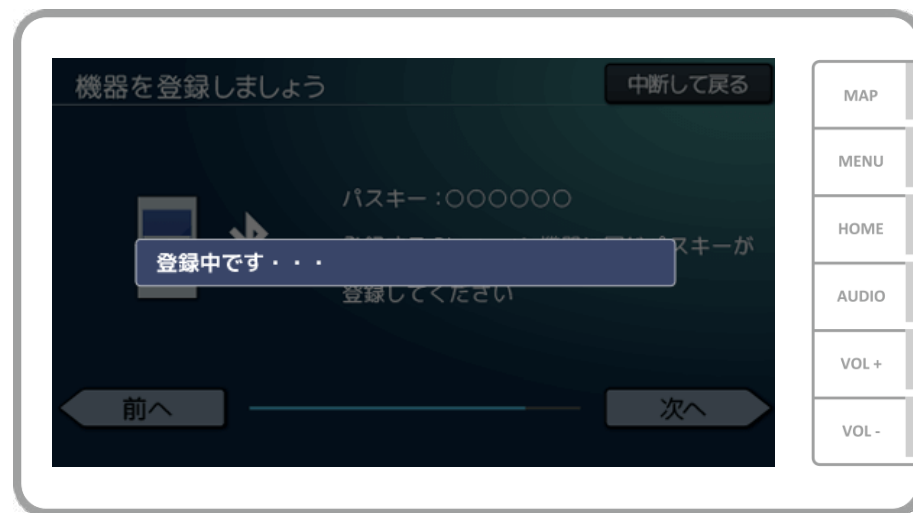 機器を登録しましょう
中断して戻る
パスキー:○○○○○○
スキーが
登録中です・・・
登録してください
前へ
次へ
MAP
MENU
HOME
AUDIO
VOL +
VOL -